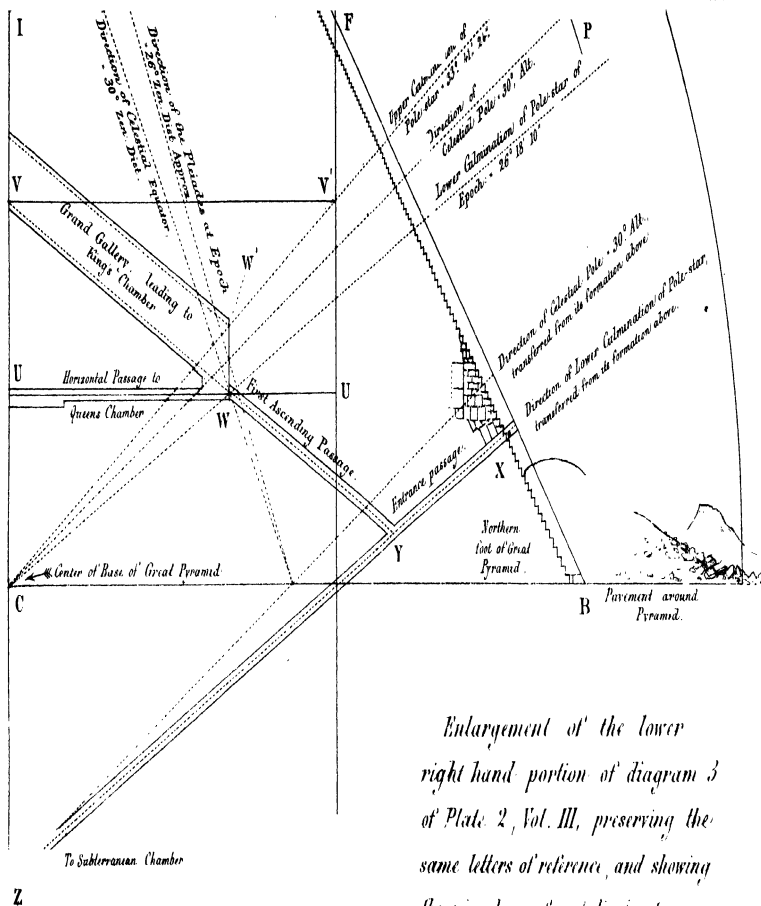 I
F
P
Direction of the Pleiades at Epoch
= 26° Zen. Dist. Approx.
Direction of Celestial Equator
= 30° Zen. Dist.
Upper Culmination of
Pole-star = 33° 41' 20"
Direction of
Celestial Pole = 30° Alt.
Lower Culmination of Pole-star of
Epoch = 26° 18' 10"
V
V'
Grand Gallery leading to
King's Chamber
W'
Direction of Celestial Pole = 30° Alt.
transferred from its formation above
Direction of Lower Culmination of Pole-star,
transferred from its formation above.
U
Horizontal Passage to
Queens Chamber
W
U
First Ascending Passage
Entrance passage
X
Y
Northern
foot of Great
Pyramid
Center of Base of Great Pyramid
C
B
Pavement around
Pyramid.
To Subterranean Chamber
Z
Enlargement of the lower
right hand portion of diagram 3
of Plate 2, Vol. III, preserving the
same letters of reference, and showing